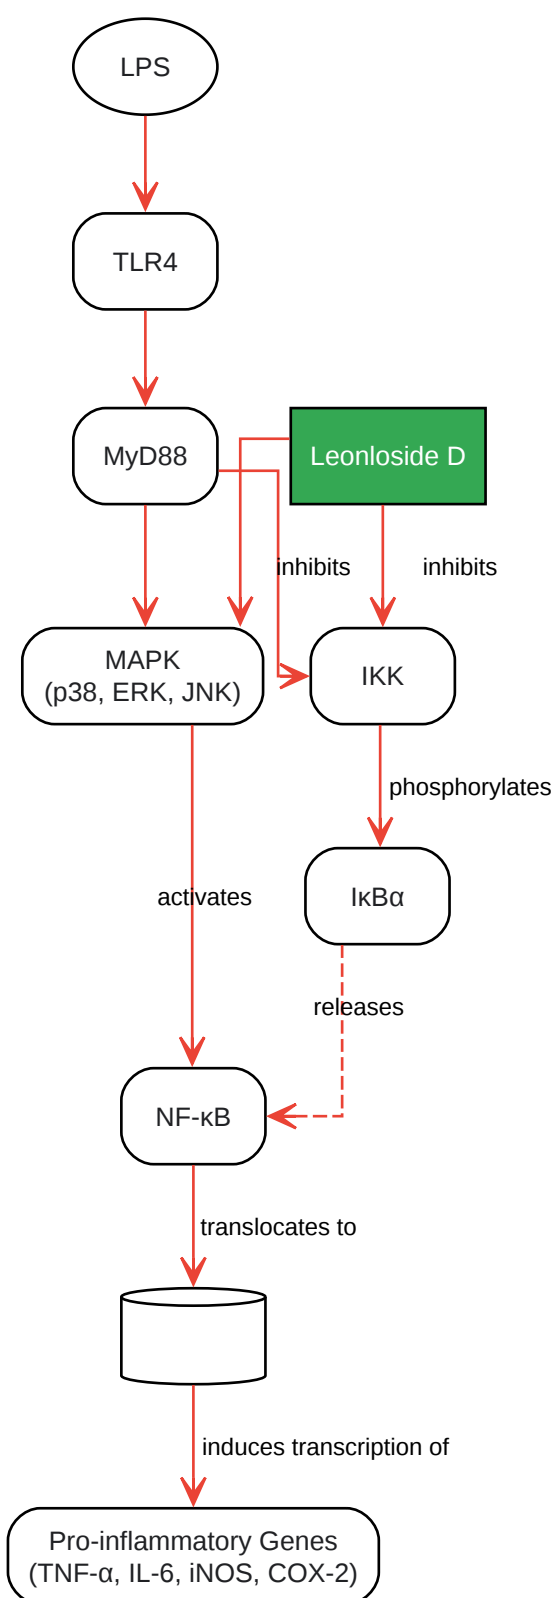 LPS
TLR4
MyD88
Leonloside D
inhibits
inhibits
MAPK
(p38, ERK, JNK)
IKK
phosphorylates
IκBα
activates
releases
NF-κB
translocates to
induces transcription of
Pro-inflammatory Genes
(TNF-α, IL-6, iNOS, COX-2)